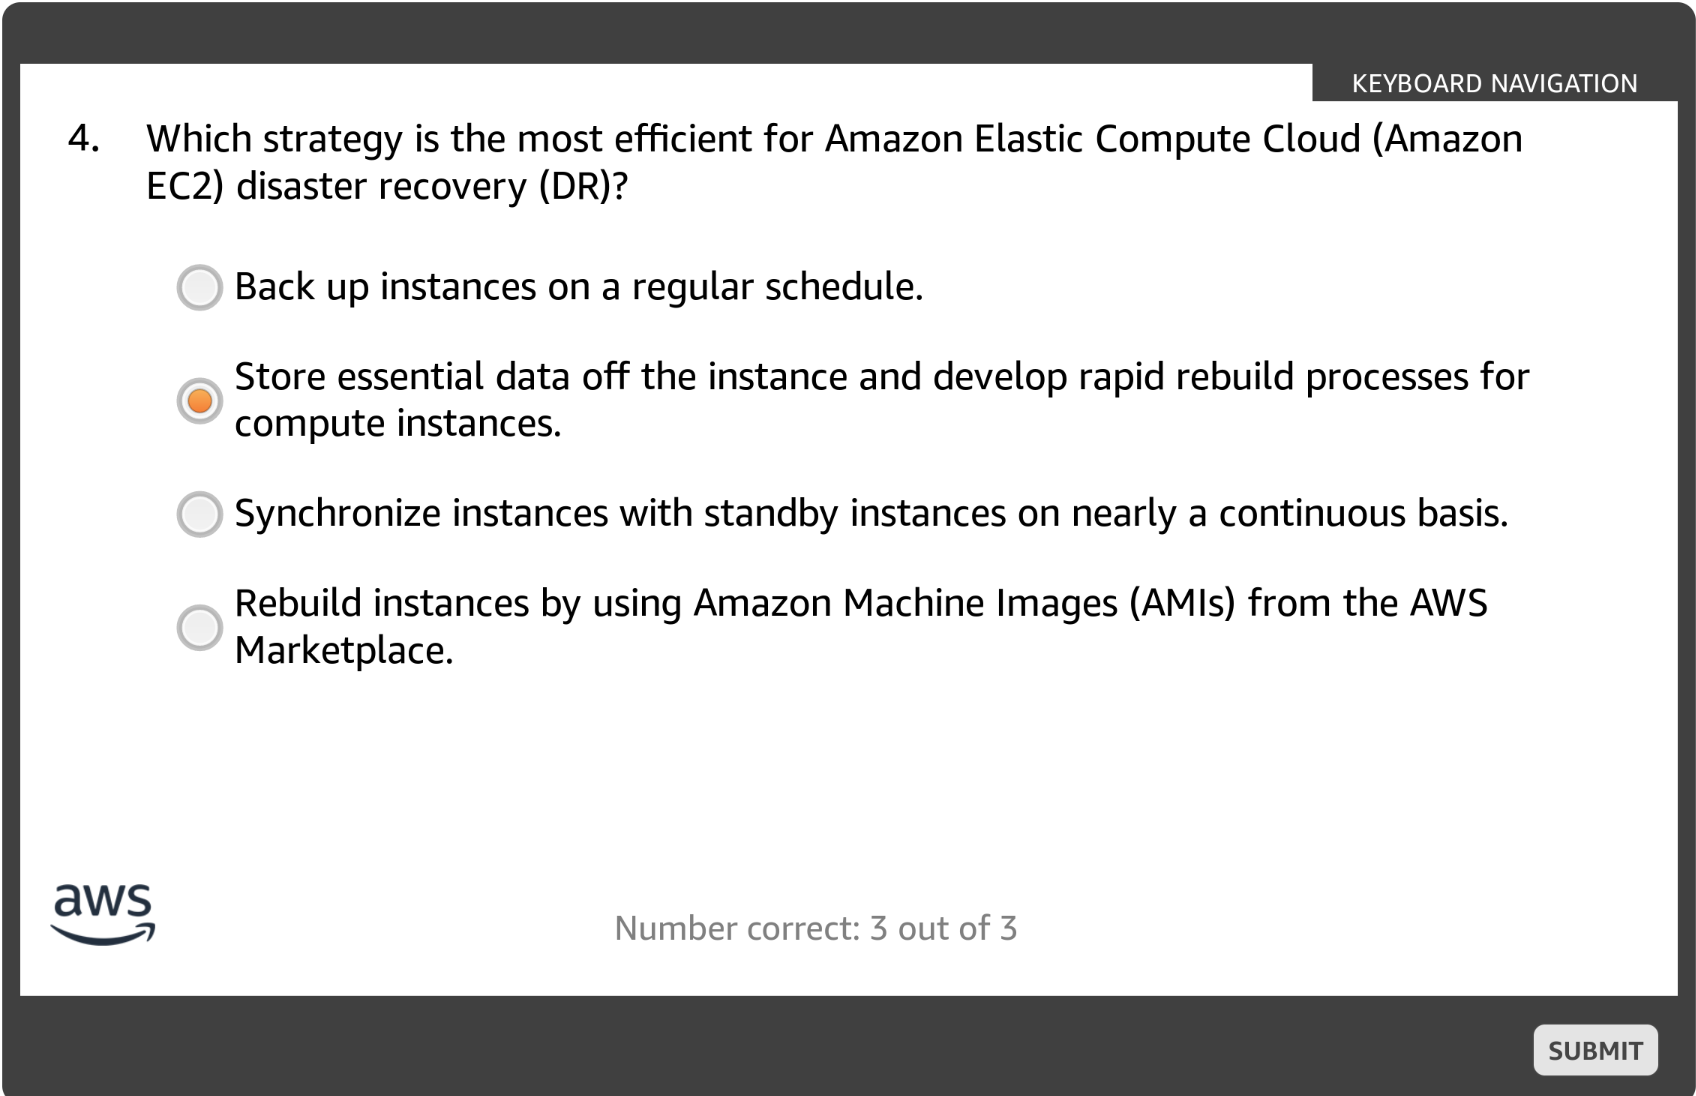 KEYBOARD NAVIGATION
4. Which strategy is the most efficient for Amazon Elastic Compute Cloud (Amazon
EC2) disaster recovery (DR)?
Back up instances on a regular schedule.
Store essential data off the instance and develop rapid rebuild processes for
compute instances.
Synchronize instances with standby instances on nearly a continuous basis.
Rebuild instances by using Amazon Machine Images (AMIs) from the AWS
Marketplace.
aws
Number correct: 3 out of 3
SUBMIT